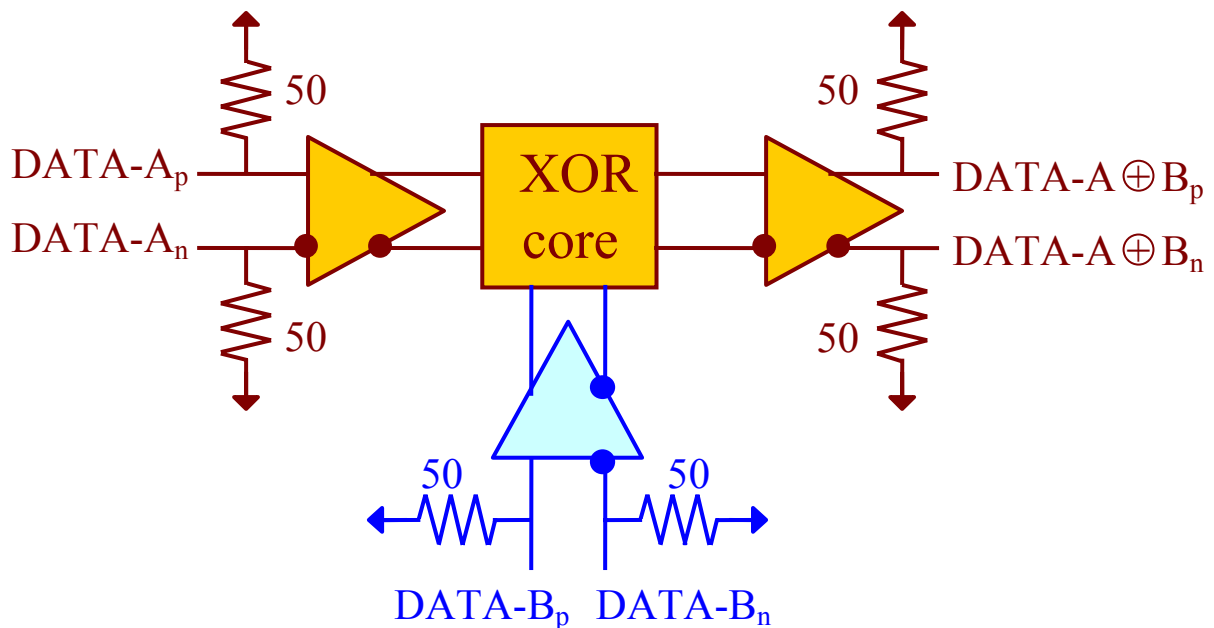 50
50
DATA-Aₚ
XOR
DATA-A⊕Bₚ
DATA-Aₙ
core
DATA-A⊕Bₙ
50
50
50
50
DATA-Bₚ
DATA-Bₙ